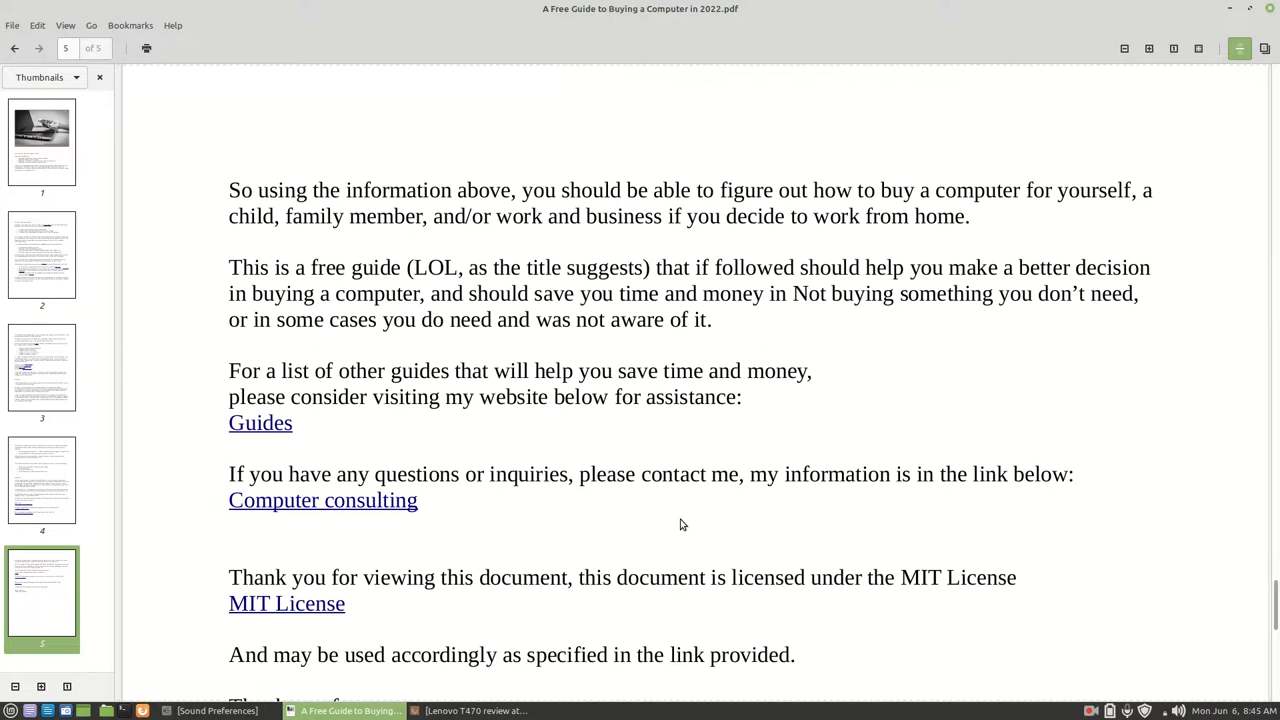 A Free Guide to Buying a Computer in 2022.pdf
File Edit View Go Bookmarks Help
5 of 5
Thumbnails
1
2
3
4
5
So using the information above, you should be able to figure out how to buy a computer for yourself, a
child, family member, and/or work and business if you decide to work from home.
This is a free guide (LOL, as the title suggests) that if followed should help you make a better decision
in buying a computer, and should save you time and money in Not buying something you don’t need,
or in some cases you do need and was not aware of it.
For a list of other guides that will help you save time and money,
please consider visiting my website below for assistance:
Guides
If you have any questions or inquiries, please contact me, my information is in the link below:
Computer consulting
Thank you for viewing this document, this document is licensed under the MIT License
MIT License
And may be used accordingly as specified in the link provided.
[Sound Preferences]
A Free Guide to Buying...
[Lenovo T470 review at...
Mon Jun 6, 8:45 AM